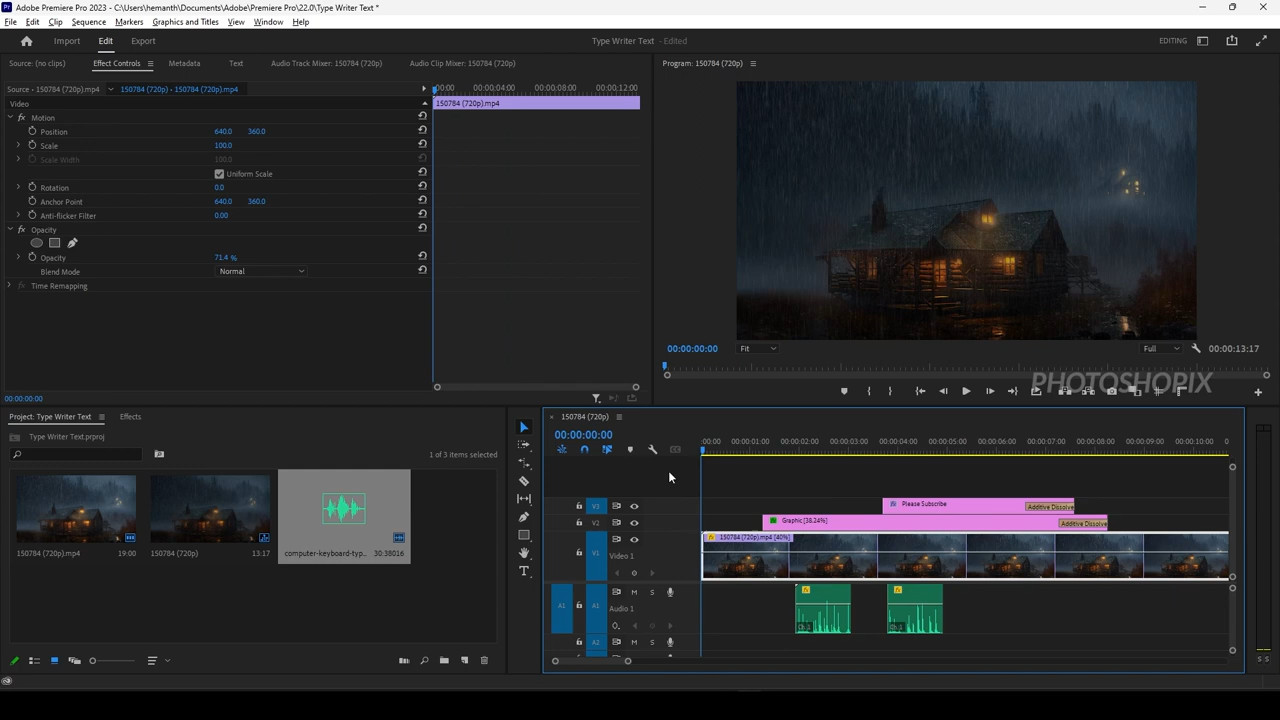 Adobe Premiere Pro 2023 - C:\Users\hemanth\Documents\Adobe\Premiere Pro\22.0\Type Writer Text *
File Edit Clip Sequence Markers Graphics and Titles View Window Help
Import Edit Export
Type Writer Text - Edited
EDITING
Source: (no clips) Effect Controls Metadata Text Audio Track Mixer: 150784 (720p) Audio Clip Mixer: 150784 (720p)
Program: 150784 (720p)
Source • 150784 (720p).mp4 150784 (720p) • 150784 (720p).mp4
:00:00 00:00:04:00 00:00:08:00 00:00:12:00
Video
150784 (720p).mp4
fx Motion
Position 640.0 360.0
Scale 100.0
Scale Width 100.0
Uniform Scale
Rotation 0.0
Anchor Point 640.0 360.0
Anti-flicker Filter 0.00
fx Opacity
Opacity 71.4 %
Blend Mode Normal
fx Time Remapping
00:00:00:00
00:00:00:00 Fit Full 00:00:13:17
PHOTOSHOPIX
Project: Type Writer Text Effects
Type Writer Text.prproj
1 of 3 items selected
150784 (720p).mp4 19:00
150784 (720p) 13:17
computer-keyboard-typ... 30:38016
150784 (720p)
00:00:00:00
:00:00 00:00:01:00 00:00:02:00 00:00:03:00 00:00:04:00 00:00:05:00 00:00:06:00 00:00:07:00 00:00:08:00 00:00:09:00 00:00:10:00 0
V3 Please Subscribe Additive Dissolve
V2 Graphic [38.24%] Additive Dissolve
V1 Video 1
fx 150784 (720p).mp4 [40%]
A1 A1 M S
Audio 1
fx fx
Ch. 1 Ch. 1
A2 M S
S S